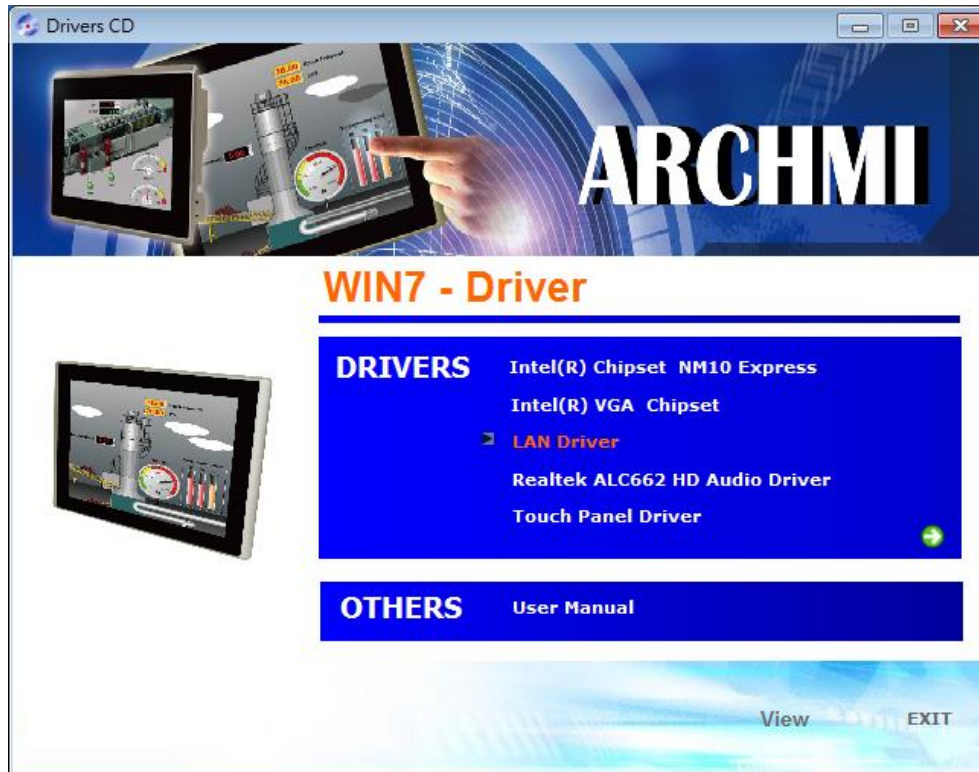 Drivers CD
ARCHMI
WIN7 - Driver
DRIVERS
Intel(R) Chipset NM10 Express
Intel(R) VGA Chipset
LAN Driver
Realtek ALC662 HD Audio Driver
Touch Panel Driver
OTHERS
User Manual
View
EXIT